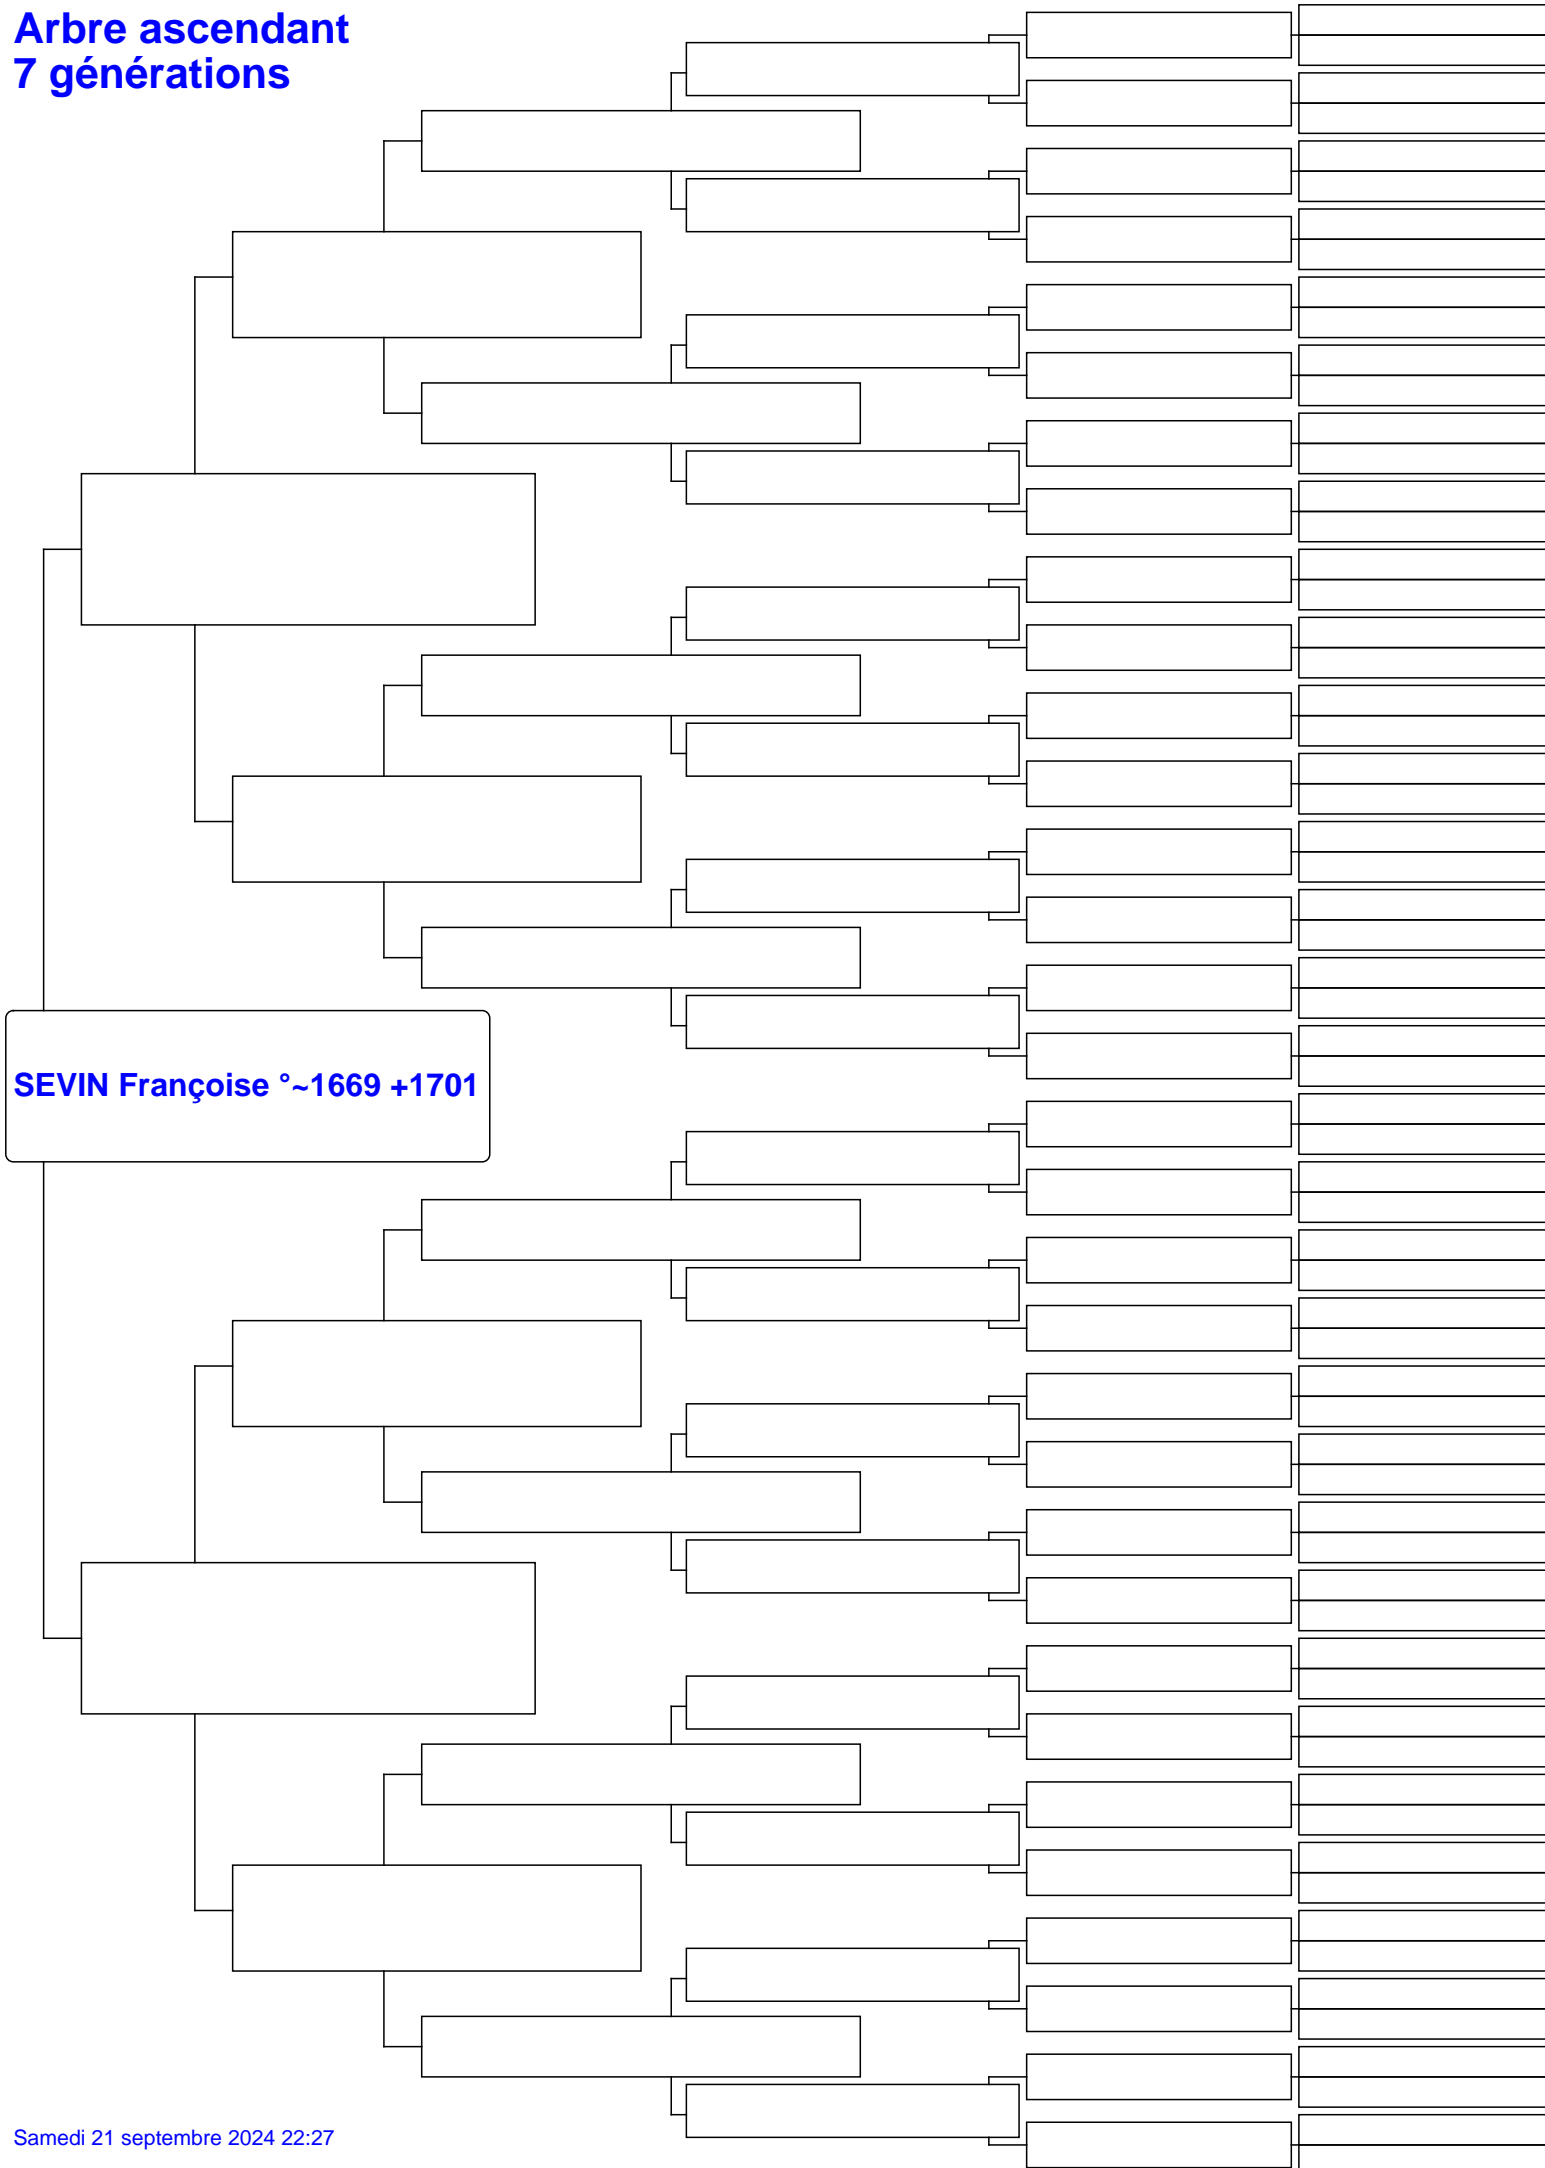 Arbre ascendant
7 générations
SEVIN Françoise °~1669 +1701
Samedi 21 septembre 2024 22:27